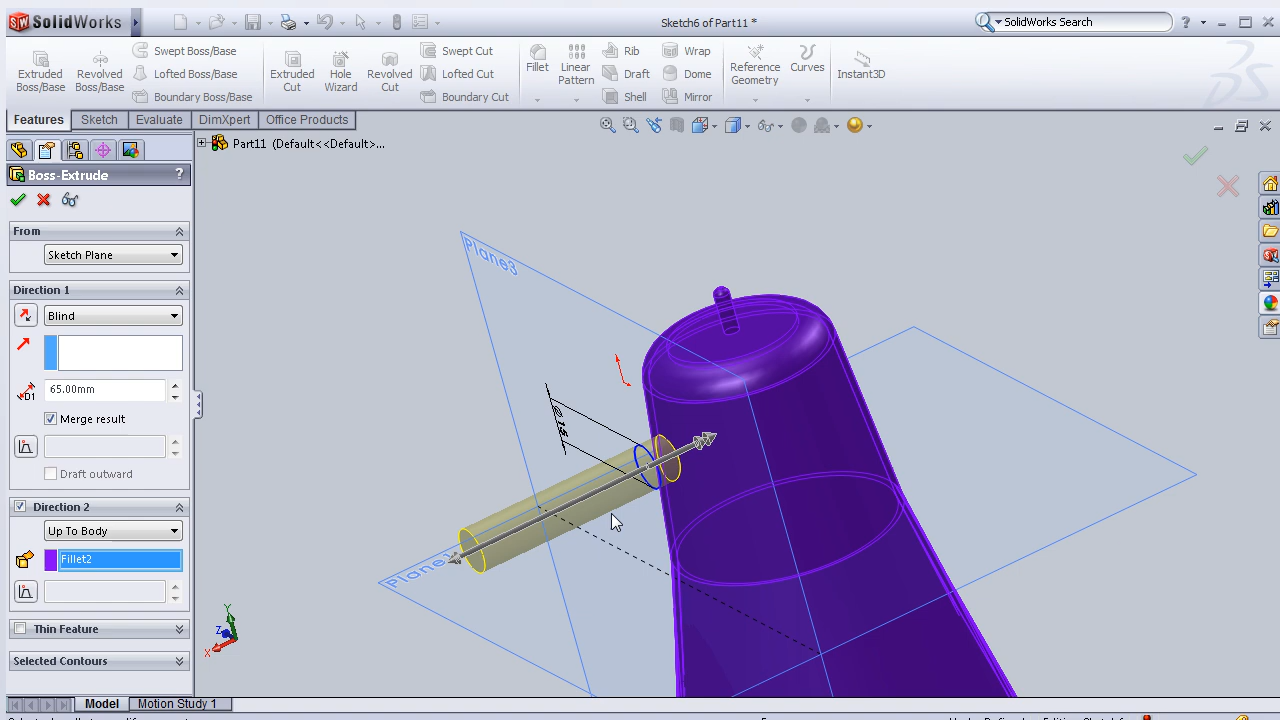 SolidWorks
Sketch6 of Part11 *
SolidWorks Search
Extruded Boss/Base
Revolved Boss/Base
Swept Boss/Base
Lofted Boss/Base
Boundary Boss/Base
Extruded Cut
Hole Wizard
Revolved Cut
Swept Cut
Lofted Cut
Boundary Cut
Fillet
Linear Pattern
Rib
Draft
Shell
Wrap
Dome
Mirror
Reference Geometry
Curves
Instant3D
Features
Sketch
Evaluate
DimXpert
Office Products
Part11 (Default<<Default>...
Boss-Extrude
?
From
Sketch Plane
Direction 1
Blind
D1
65.00mm
Merge result
Draft outward
Direction 2
Up To Body
Fillet2
Thin Feature
Selected Contours
Plane3
Plane1
Y
Z
X
Model
Motion Study 1